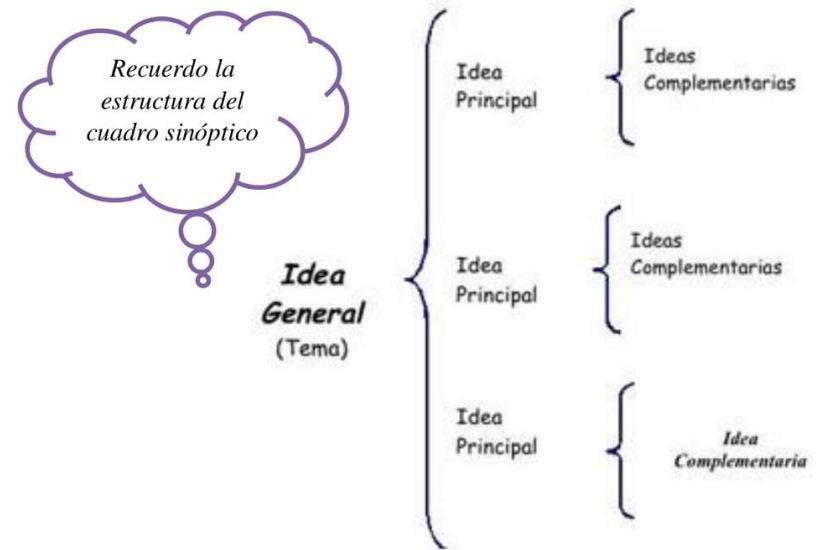 Recuerdo la
estructura del
cuadro sinóptico
Idea
General
(Tema)
Idea
Principal
Ideas
Complementarias
Idea
Principal
Ideas
Complementarias
Idea
Principal
Idea
Complementaria